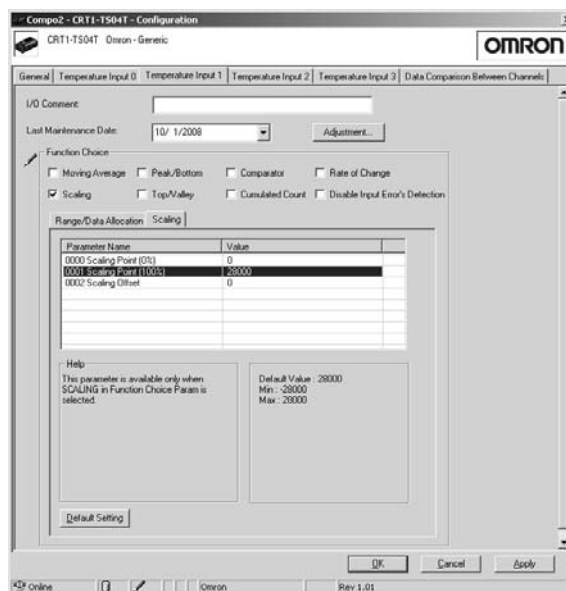 Compo2 - CRT1-TS04T - Configuration
CRT1-TS04T Omron - Generic
OMRON
General Temperature Input 0 Temperature Input 1 Temperature Input 2 Temperature Input 3 Data Comparison Between Channels
I/O Comment:
Last Maintenance Date: 10/ 1/2008 Adjustment...
Function Choice
Moving Average Peak/Bottom Comparator Rate of Change
Scaling Top/Valley Cumulated Count Disable Input Error's Detection
Range/Data Allocation Scaling
Parameter Name Value
0000 Scaling Point (0%) 0
0001 Scaling Point (100%) 28000
0002 Scaling Offset 0
Help
This parameter is available only when
SCALING in Function Choice Param is
selected.
Default Value : 28000
Min : -28000
Max : 28000
Default Setting
OK Cancel Apply
Online Omron Rev 1.01